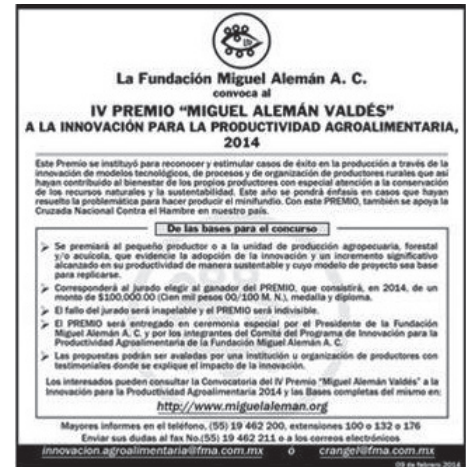 La Fundación Miguel Alemán A. C.
convoca al
IV PREMIO “MIGUEL ALEMÁN VALDÉS”
A LA INNOVACIÓN PARA LA PRODUCTIVIDAD AGROALIMENTARIA,
2014
Este Premio se instituyó para reconocer y estimular casos de éxito en la producción a través de la
innovación de modelos tecnológicos, de procesos y de organización de productores rurales que así
hayan contribuido al bienestar de los propios productores con especial atención a la conservación
de los recursos naturales y la sustentabilidad. Este año se pondrá énfasis en casos que hayan
resuelto la problemática para hacer producir el minifundio. Con este PREMIO, también se apoya la
Cruzada Nacional Contra el Hambre en nuestro país.
De las bases para el concurso
➢ Se premiará al pequeño productor o a la unidad de producción agropecuaria, forestal
y/o acuícola, que evidencie la adopción de la innovación y un incremento significativo
alcanzado en su productividad de manera sustentable y cuyo modelo de proyecto sea base
para replicarse.
➢ Corresponderá al jurado elegir al ganador del PREMIO, que consistirá, en 2014, de un
monto de $100,000.00 (Cien mil pesos 00/100 M. N.), medalla y diploma.
➢ El fallo del jurado será inapelable y el PREMIO será indivisible.
➢ El PREMIO será entregado en ceremonia especial por el Presidente de la Fundación
Miguel Alemán A. C. y por los integrantes del Comité del Programa de Innovación para la
Productividad Agroalimentaria de la Fundación Miguel Alemán A. C.
➢ Las propuestas podrán ser avaladas por una institución u organización de productores con
testimoniales donde se explique el impacto de la innovación.
Los interesados pueden consultar la Convocatoria del IV Premio “Miguel Alemán Valdés” a la
Innovación para la Productividad Agroalimentaria 2014 y las Bases completas del mismo en:
http://www.miguelaleman.org
Mayores informes en el teléfono, (55) 19 462 200, extensiones 100 o 132 o 176
Enviar sus dudas al fax No.(55) 19 462 211 o a los correos electrónicos
innovacion.agroalimentaria@fma.com.mx ó crangel@fma.com.mx
09 de febrero 2014